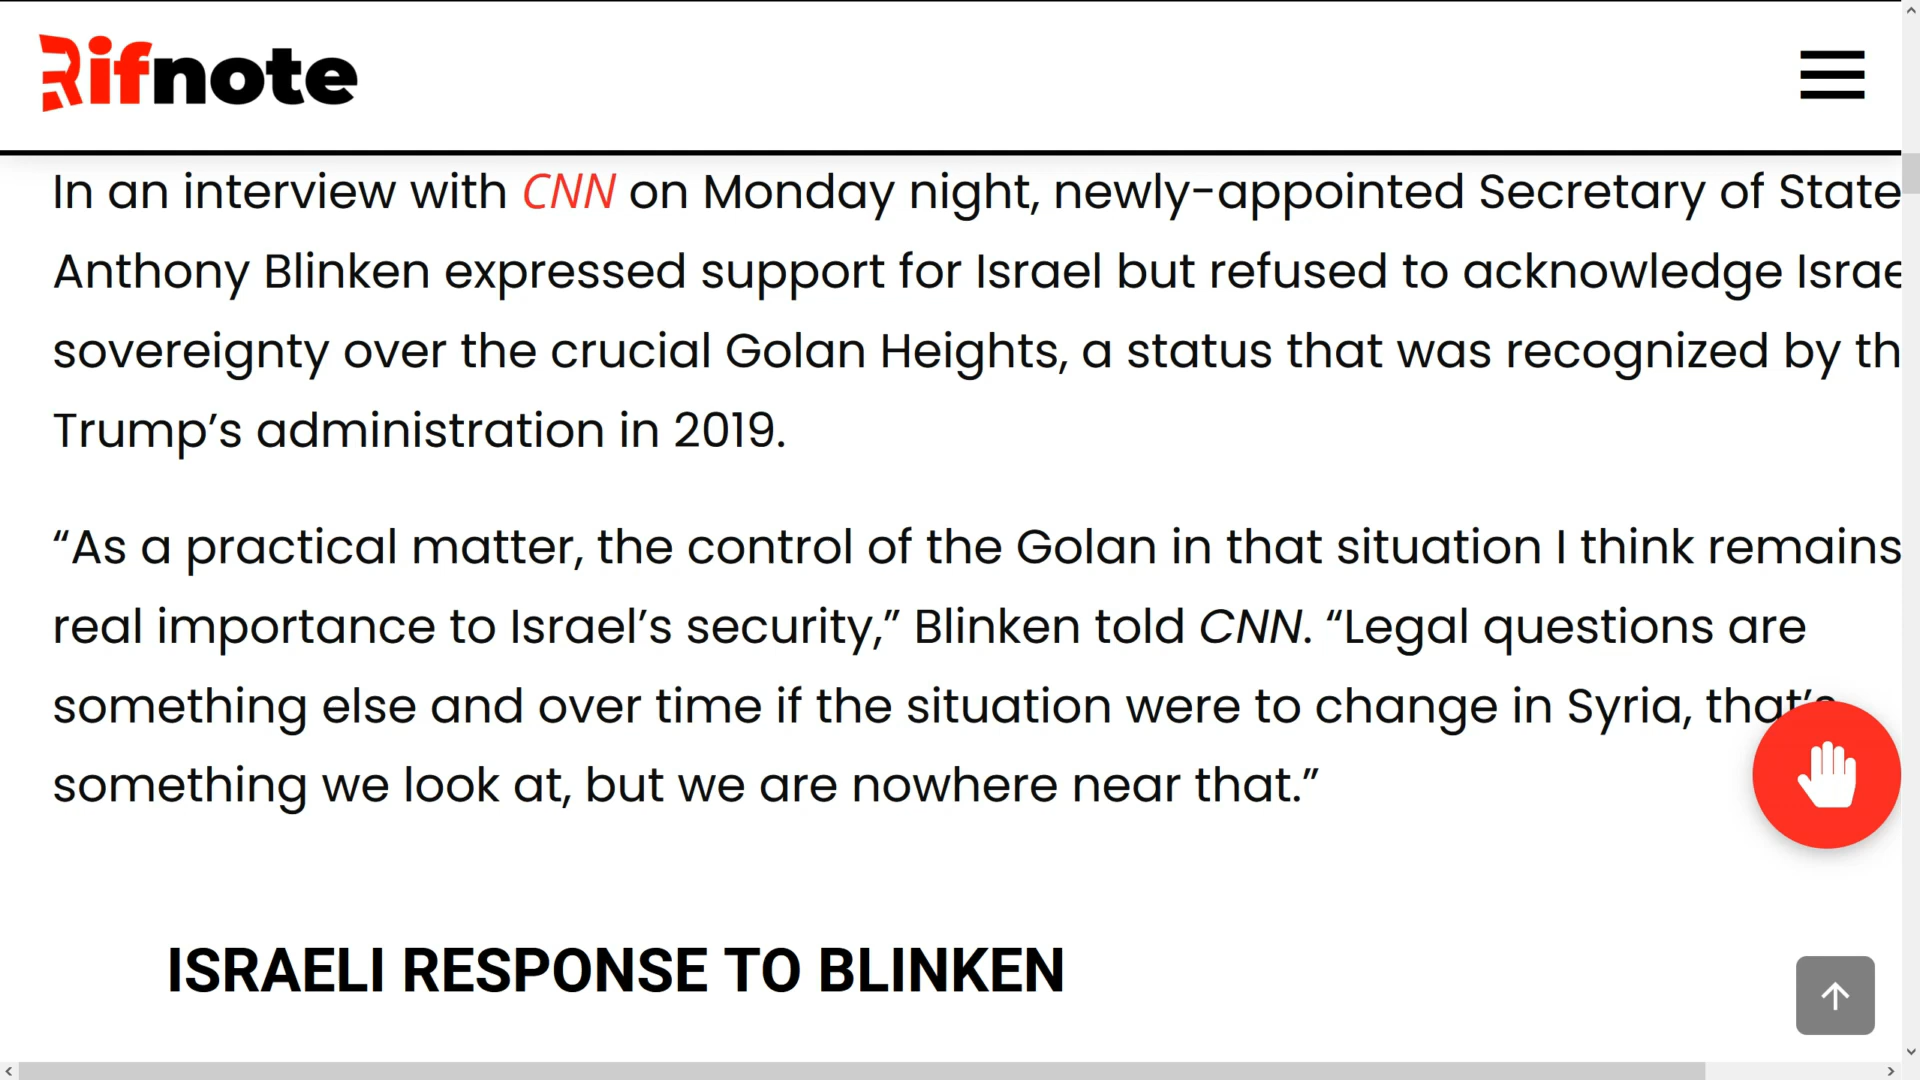 Rifnote
In an interview with CNN on Monday night, newly-appointed Secretary of State
Anthony Blinken expressed support for Israel but refused to acknowledge
sovereignty over the crucial Golan Heights, a status that was recognized by
Trump’s administration in 2019.
“As a practical matter, the control of the Golan in that situation I think remains
real importance to Israel’s security,” Blinken told CNN. “Legal questions are
something else and over time if the situation were to change in Syria, that’s
something we look at, but we are nowhere near that.”
ISRAELI RESPONSE TO BLINKEN